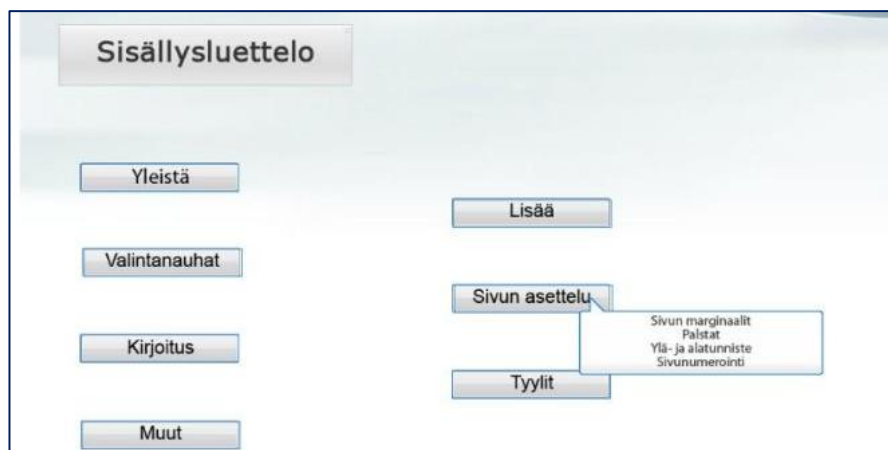 Sisällysluettelo
Yleistä
Valintanauhat
Kirjoitus
Muut
Lisää
Sivun asettelu
Sivun marginaalit
Palstat
Ylä- ja alatunniste
Sivunumerointi
Tyylit